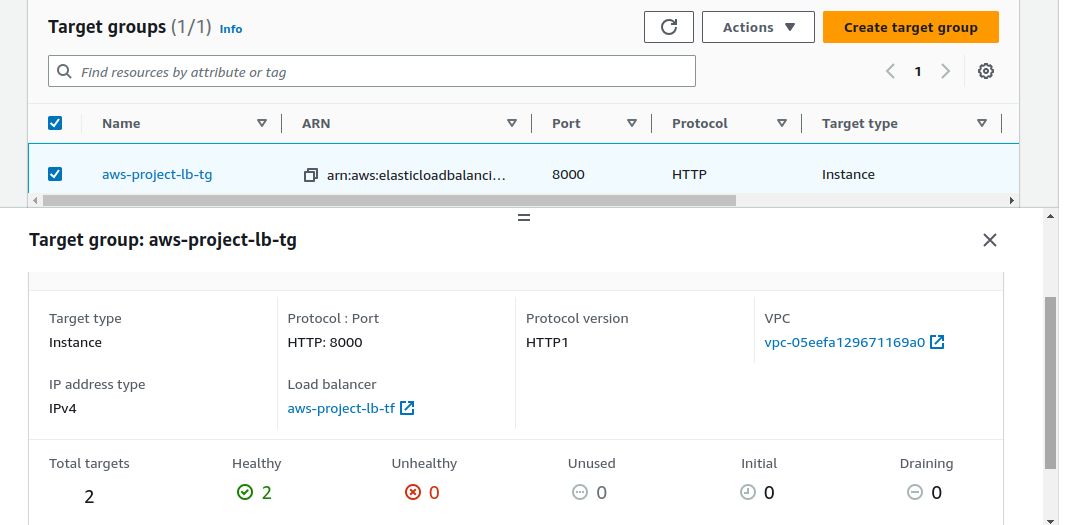 Target groups (1/1) Info
Actions
Create target group
Find resources by attribute or tag
1
Name ARN Port Protocol Target type
aws-project-lb-tg arn:aws:elasticloadbalanci... 8000 HTTP Instance
Target group: aws-project-lb-tg
Target type Protocol : Port Protocol version VPC
Instance HTTP: 8000 HTTP1 vpc-05eefa129671169a0
IP address type Load balancer
IPv4 aws-project-lb-tf
Total targets Healthy Unhealthy Unused Initial Draining
2 2 0 0 0 0